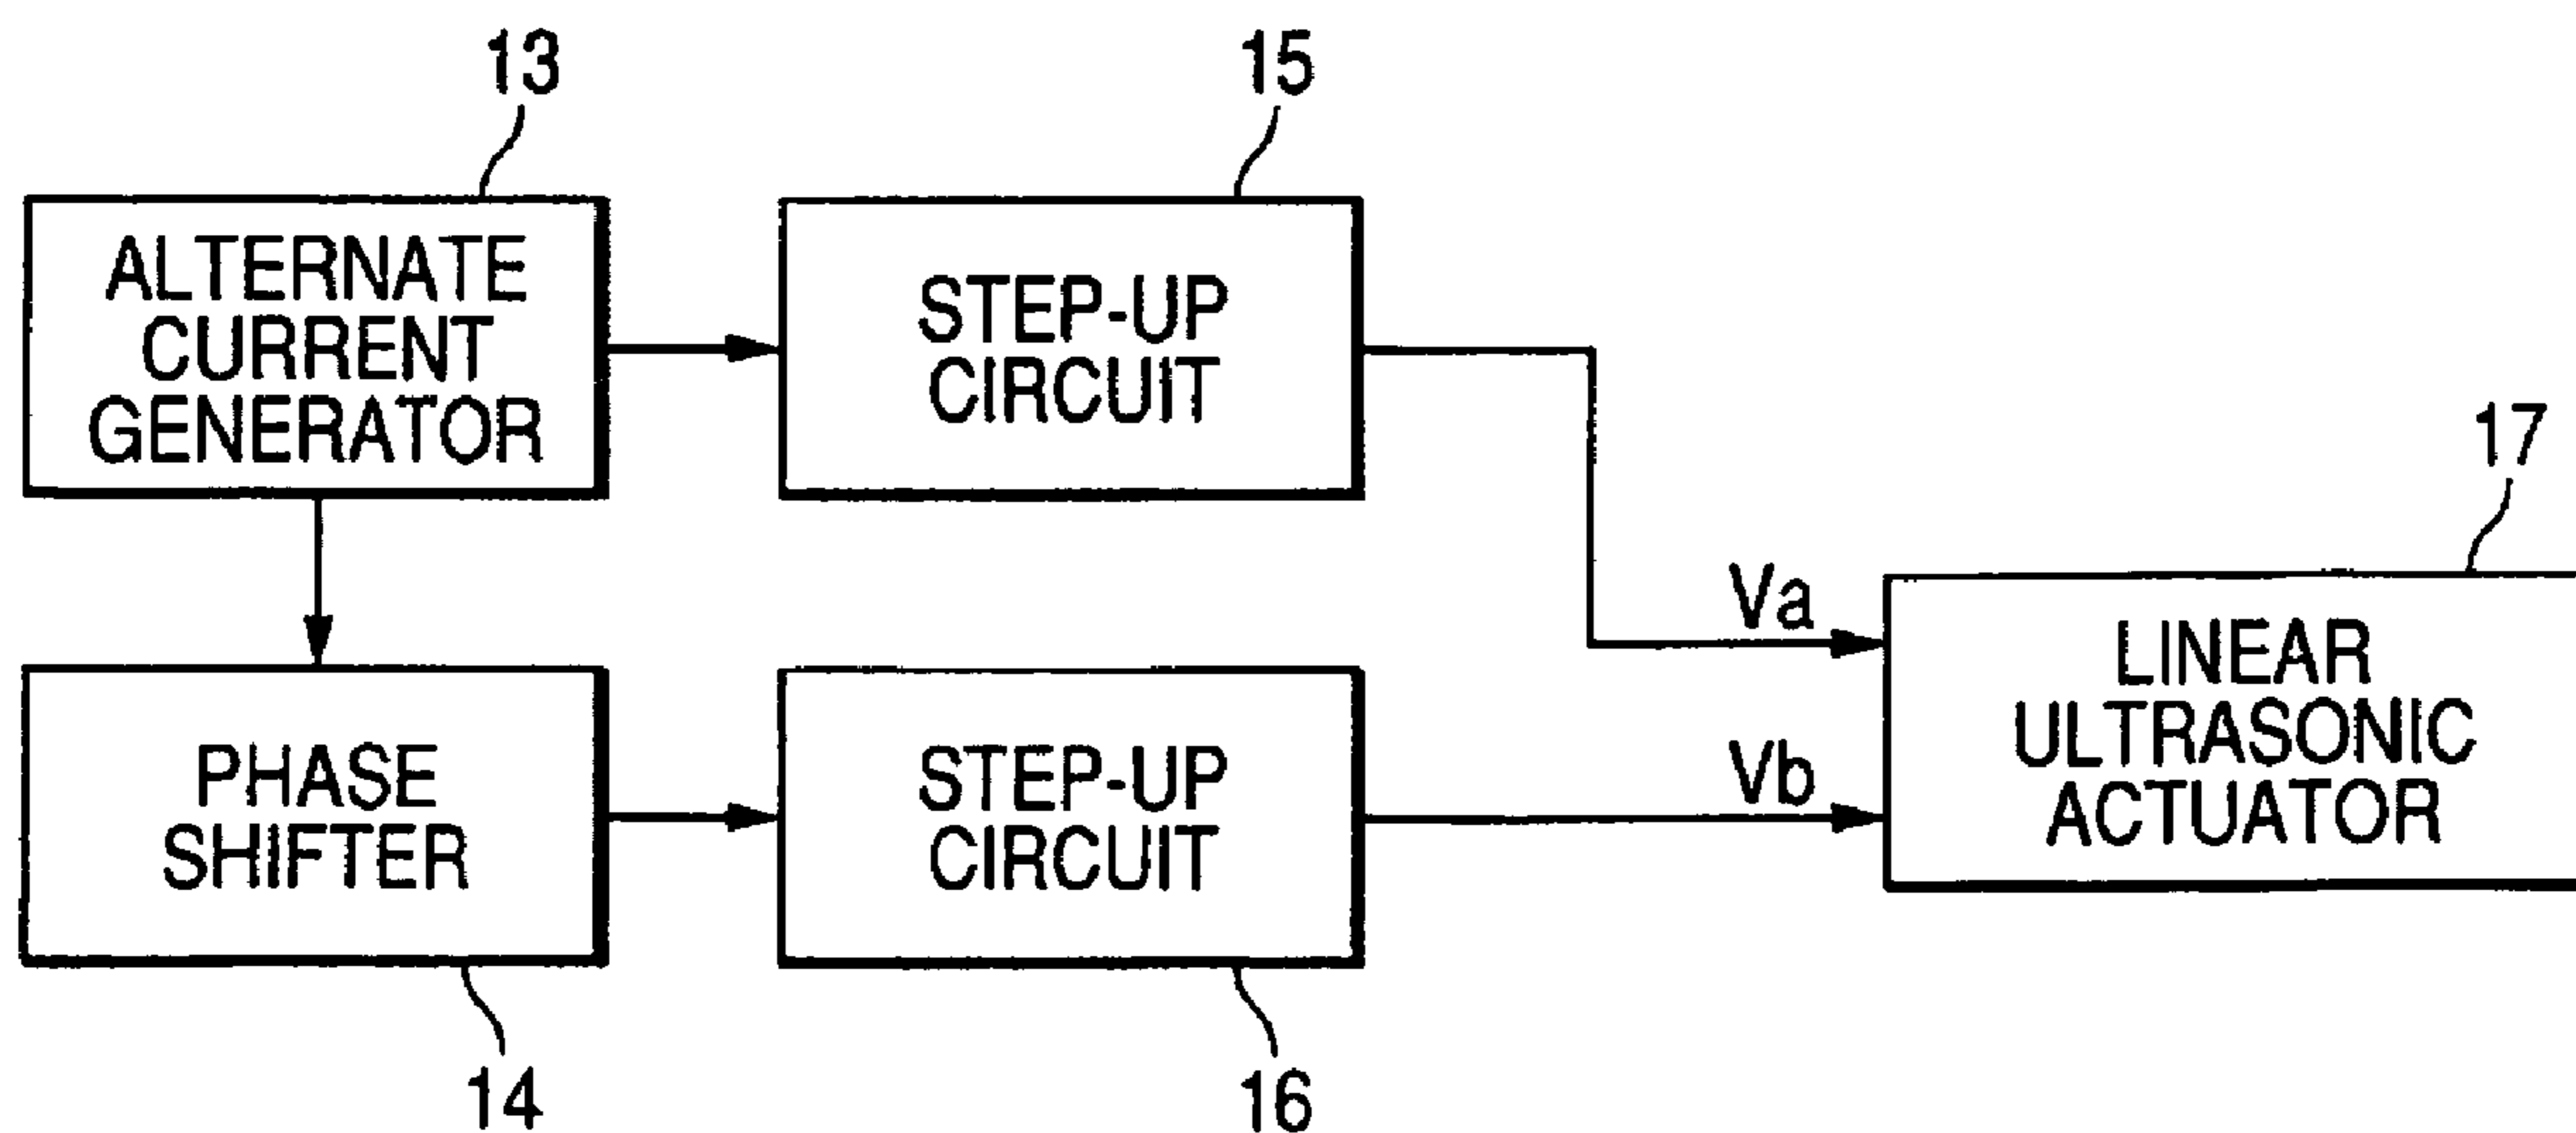 13
15
ALTERNATE
CURRENT
GENERATOR
STEP-UP
CIRCUIT
17
Va
LINEAR
ULTRASONIC
ACTUATOR
Vb
PHASE
SHIFTER
STEP-UP
CIRCUIT
14
16